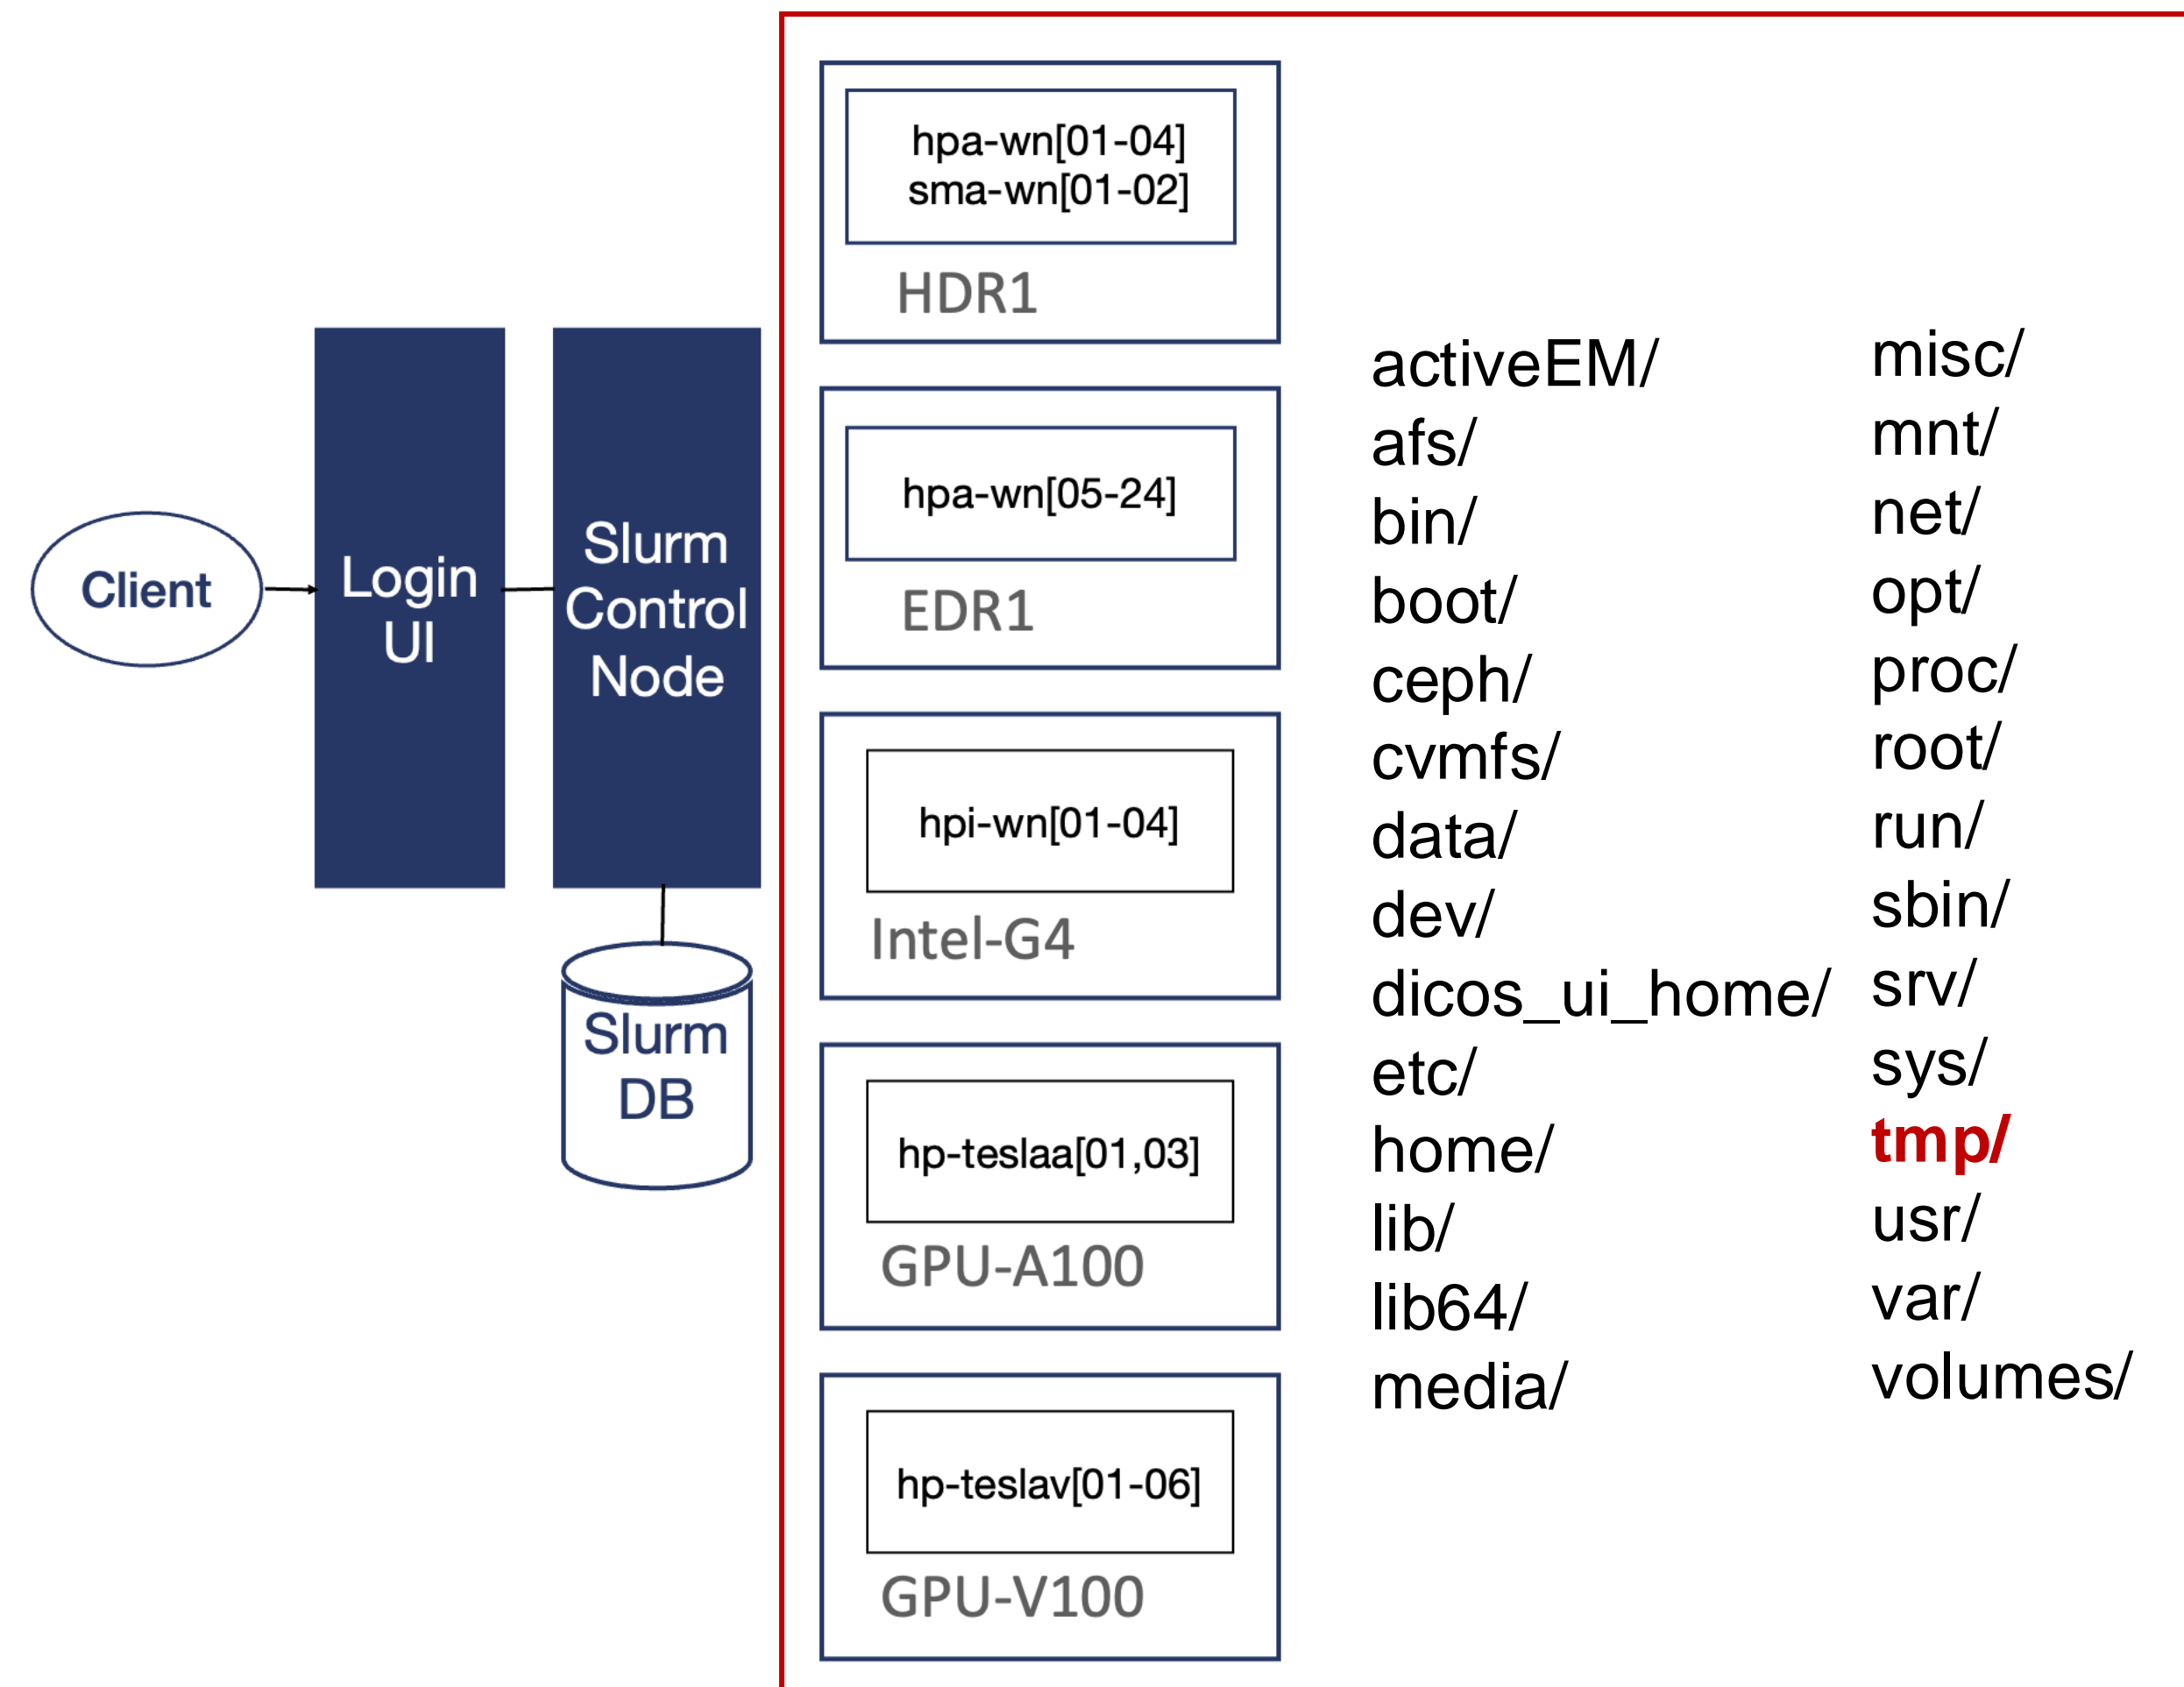 Client
Login
UI
Slurm
Control
Node
Slurm
DB
hpa-wn[01-04]
sma-wn[01-02]
HDR1
hpa-wn[05-24]
EDR1
hpi-wn[01-04]
Intel-G4
hp-teslaa[01,03]
GPU-A100
hp-teslav[01-06]
GPU-V100
activeEM/
afs/
bin/
boot/
ceph/
cvmfs/
data/
dev/
dicos_ui_home/
etc/
home/
lib/
lib64/
media/
misc/
mnt/
net/
opt/
proc/
root/
run/
sbin/
srv/
sys/
tmp/
usr/
var/
volumes/